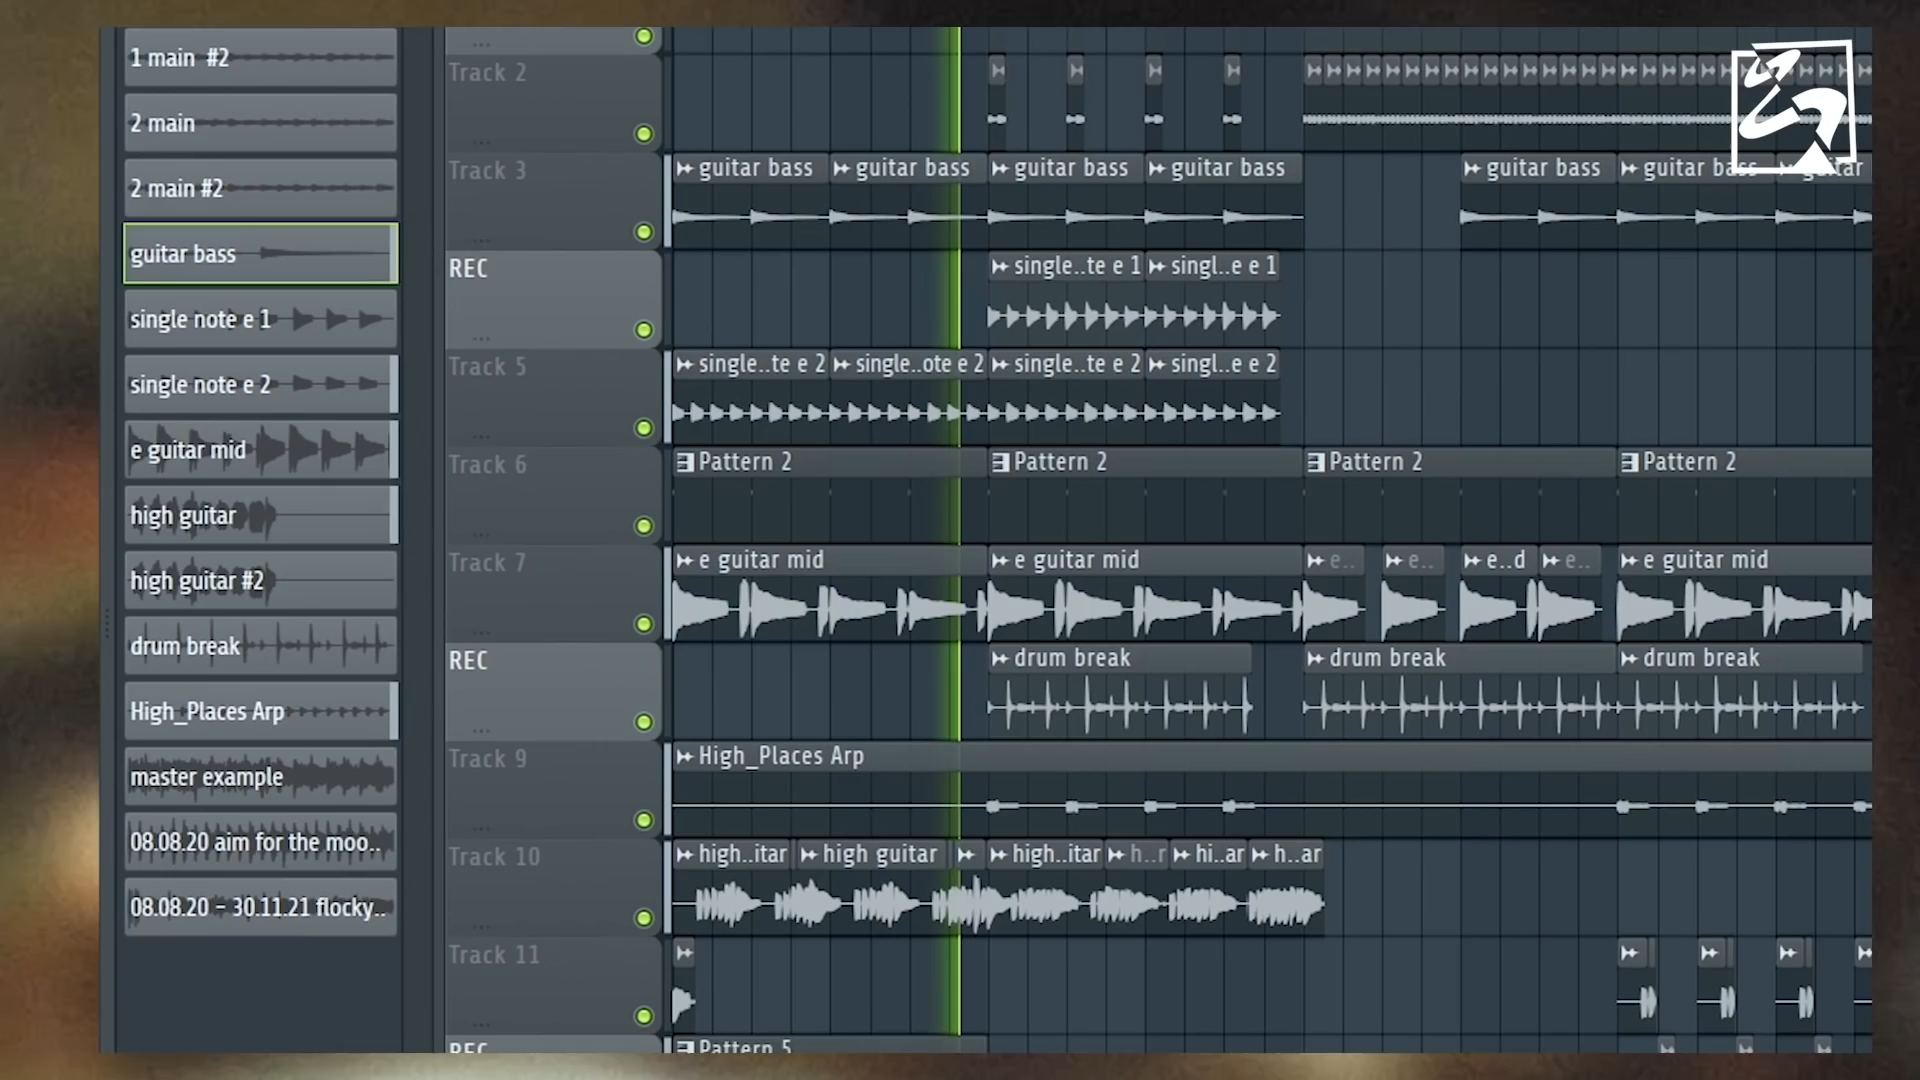 1 main #2
2 main
2 main #2
guitar bass
single note e 1
single note e 2
e guitar mid
high guitar
high guitar #2
drum break
High_Places Arp
master example
08.08.20 aim for the moo..
08.08.20 - 30.11.21 flocky..
...
Track 2
...
Track 3
guitar bass guitar bass guitar bass guitar bass guitar bass guitar bass guitar
...
REC
single..te e 1 singl..e e 1
...
Track 5
single..te e 2 single..ote e 2 single..te e 2 singl..e e 2
...
Track 6
Pattern 2 Pattern 2 Pattern 2 Pattern 2
...
Track 7
e guitar mid e guitar mid e.. e.. e..d e.. e guitar mid
...
REC
drum break drum break drum break
...
Track 9
High_Places Arp
...
Track 10
high..itar high guitar high..itar h..r hi..ar h..ar
...
Track 11
...
REC
Pattern 5